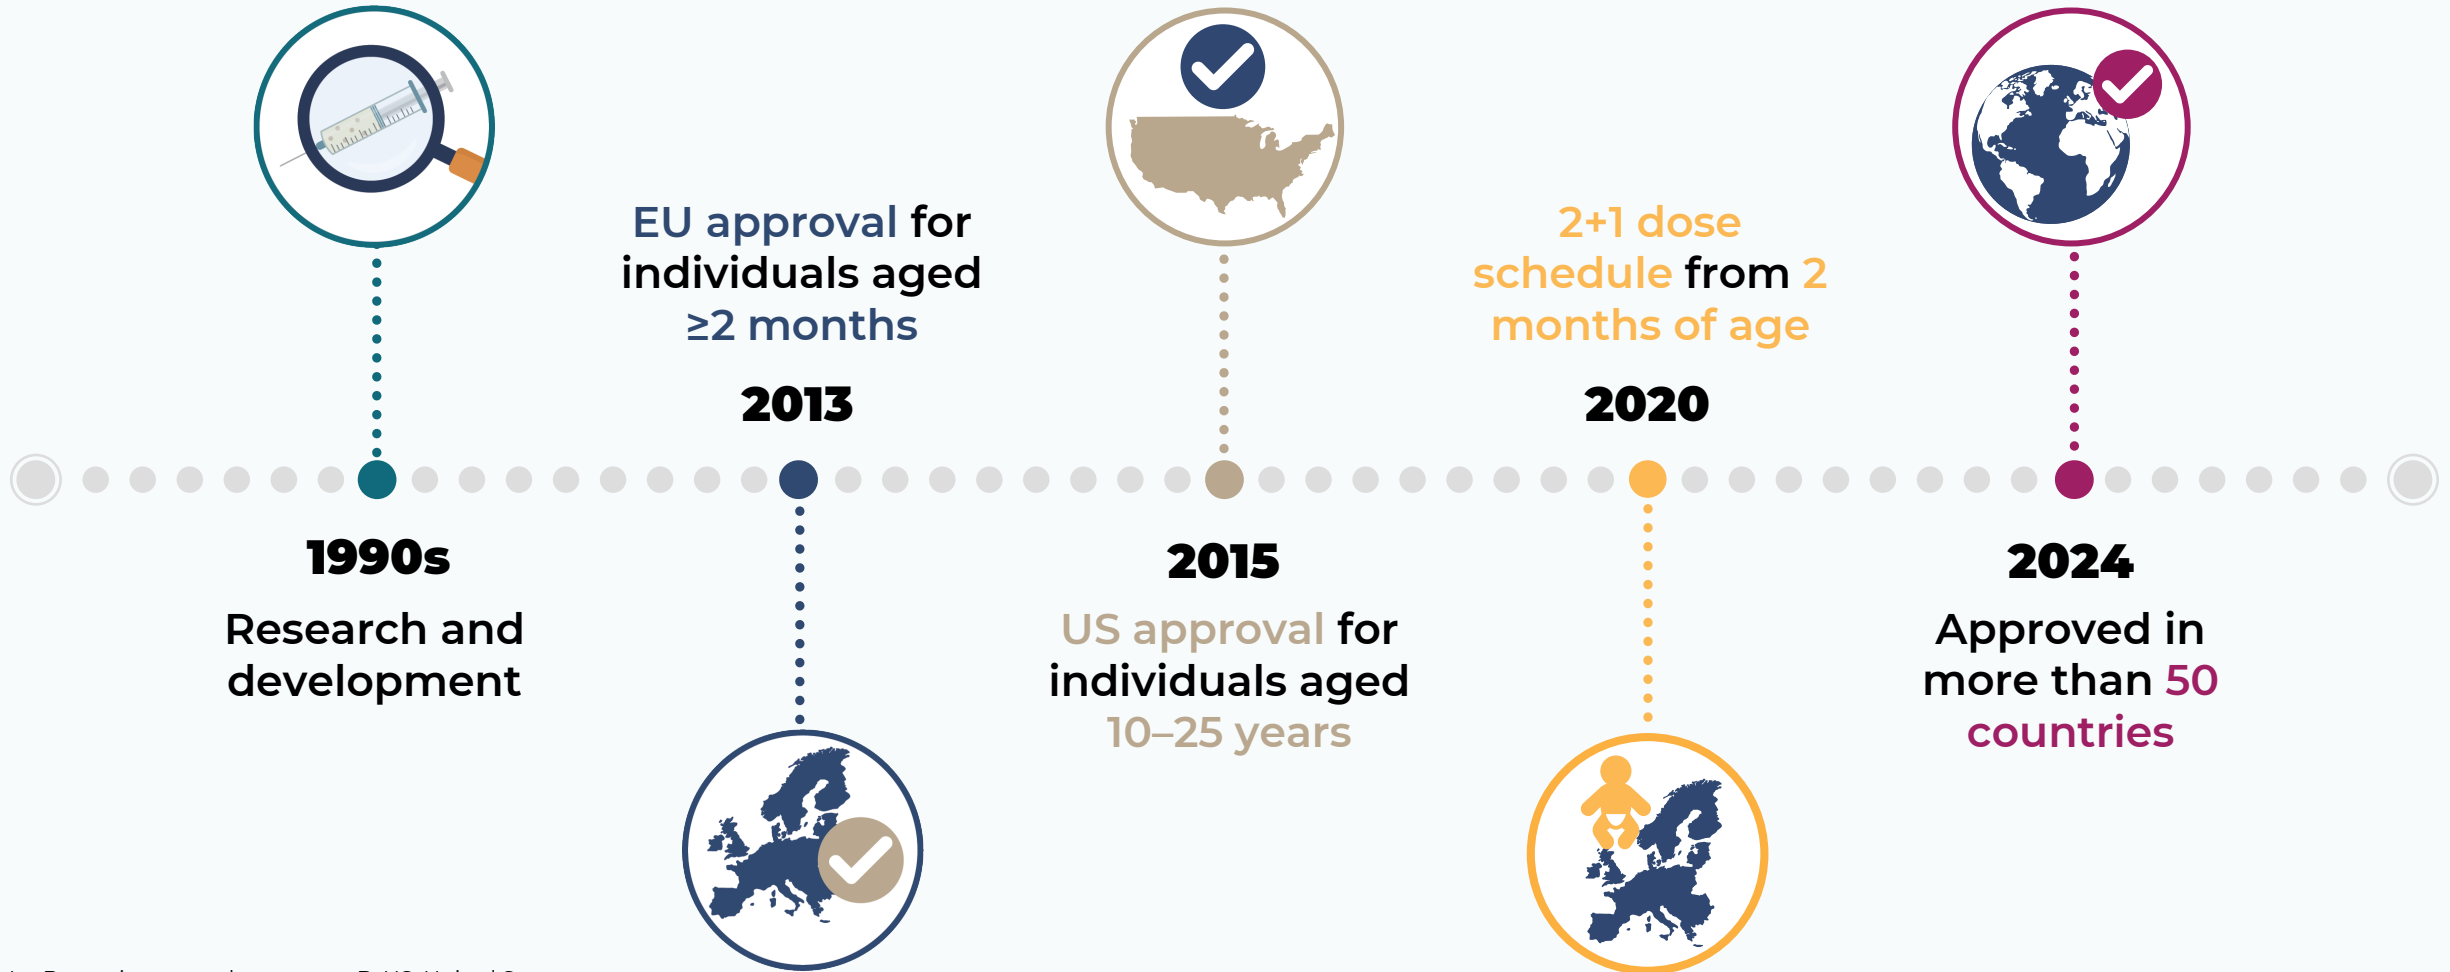 1990s
Research and
development
EU approval for
individuals aged
≥2 months
2013
2015
US approval for
individuals aged
10–25 years
2+1 dose
schedule from 2
months of age
2020
2024
Approved in
more than 50
countries